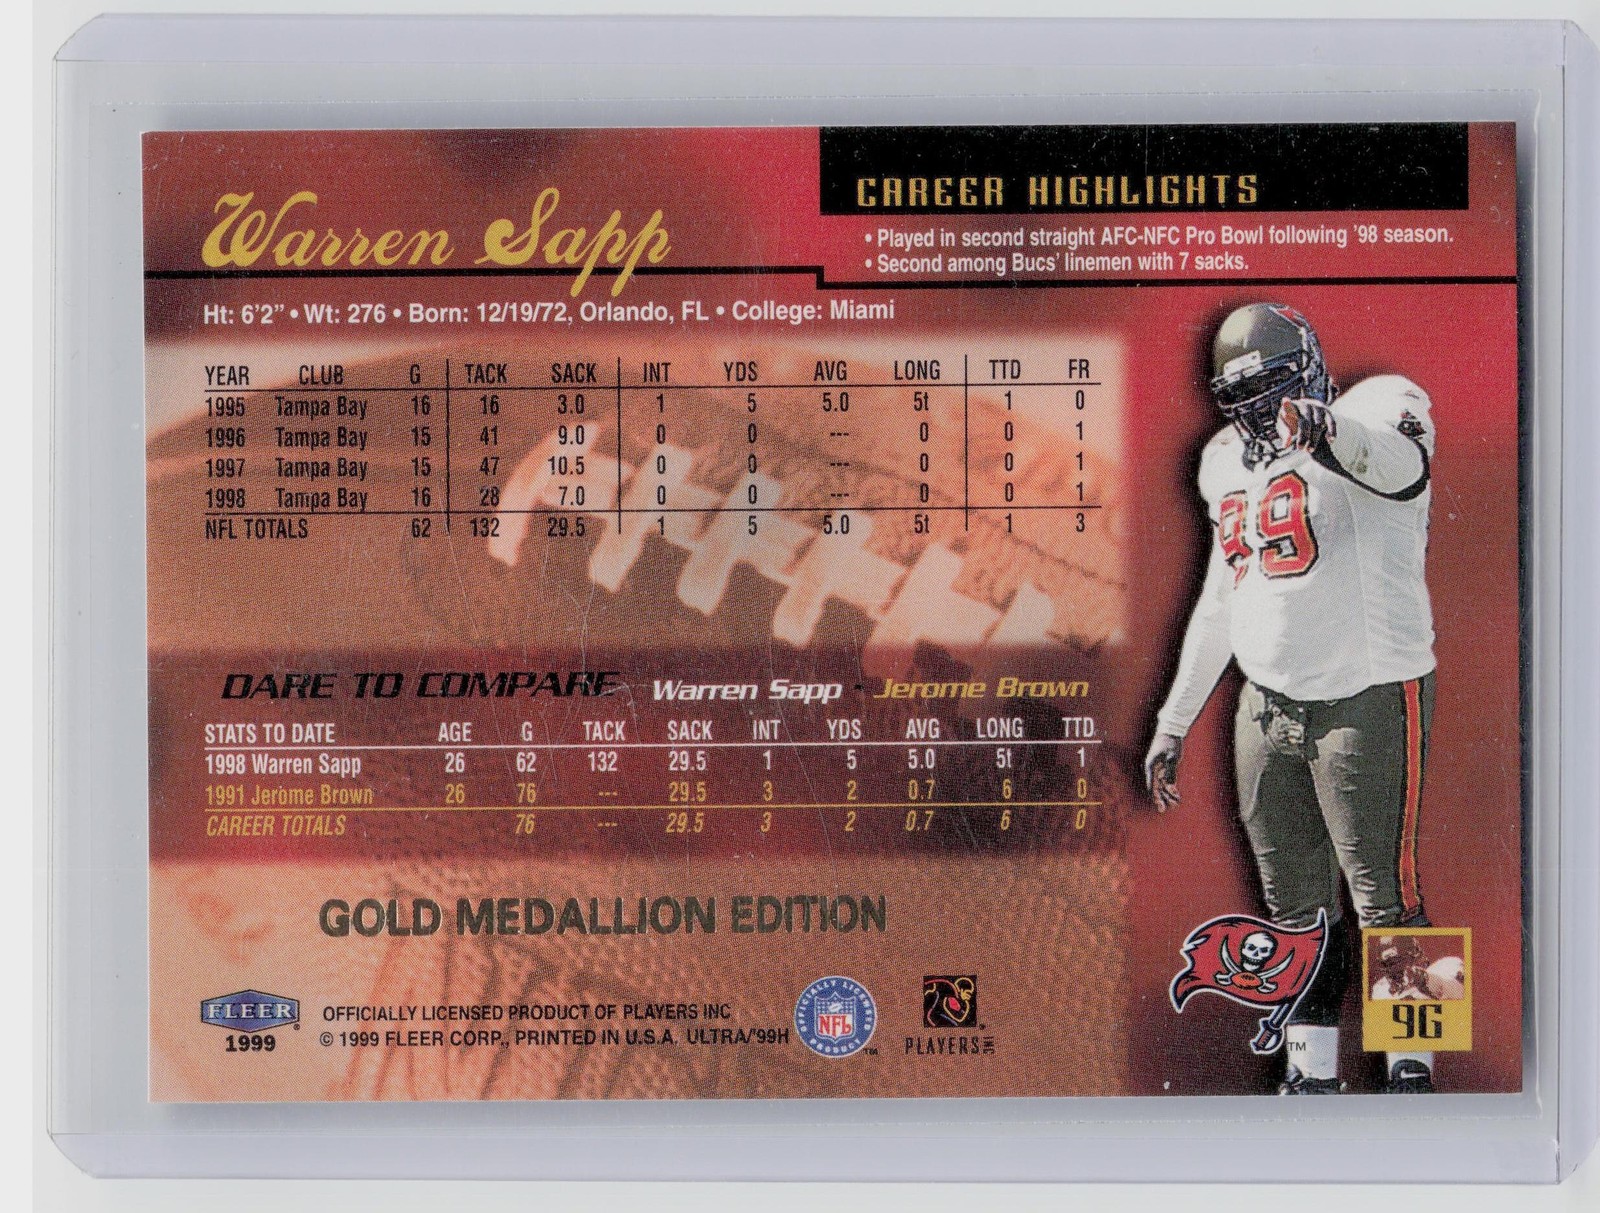 Warren Sapp
CAREER HIGHLIGHTS
• Played in second straight AFC-NFC Pro Bowl following '98 season.
• Second among Bucs' linemen with 7 sacks.
Ht: 6'2" • Wt: 276 • Born: 12/19/72, Orlando, FL • College: Miami
YEAR CLUB G TACK SACK INT YDS AVG LONG TTD FR
1995 Tampa Bay 16 16 3.0 1 5 5.0 5t 1 0
1996 Tampa Bay 15 41 9.0 0 0 --- 0 0 1
1997 Tampa Bay 15 47 10.5 0 0 --- 0 0 1
1998 Tampa Bay 16 28 7.0 0 0 --- 0 0 1
NFL TOTALS 62 132 29.5 1 5 5.0 5t 1 3
99
DARE TO COMPARE Warren Sapp · Jerome Brown
STATS TO DATE AGE G TACK SACK INT YDS AVG LONG TTD
1998 Warren Sapp 26 62 132 29.5 1 5 5.0 5t 1
1991 Jerome Brown 26 76 --- 29.5 3 2 0.7 6 0
CAREER TOTALS 76 --- 29.5 3 2 0.7 6 0
GOLD MEDALLION EDITION
FLEER®
1999
OFFICIALLY LICENSED PRODUCT OF PLAYERS INC
© 1999 FLEER CORP., PRINTED IN U.S.A. ULTRA/'99H
OFFICIALLY LICENSED PRODUCT
NFL
TM
PLAYERS INC
TM
96
96G